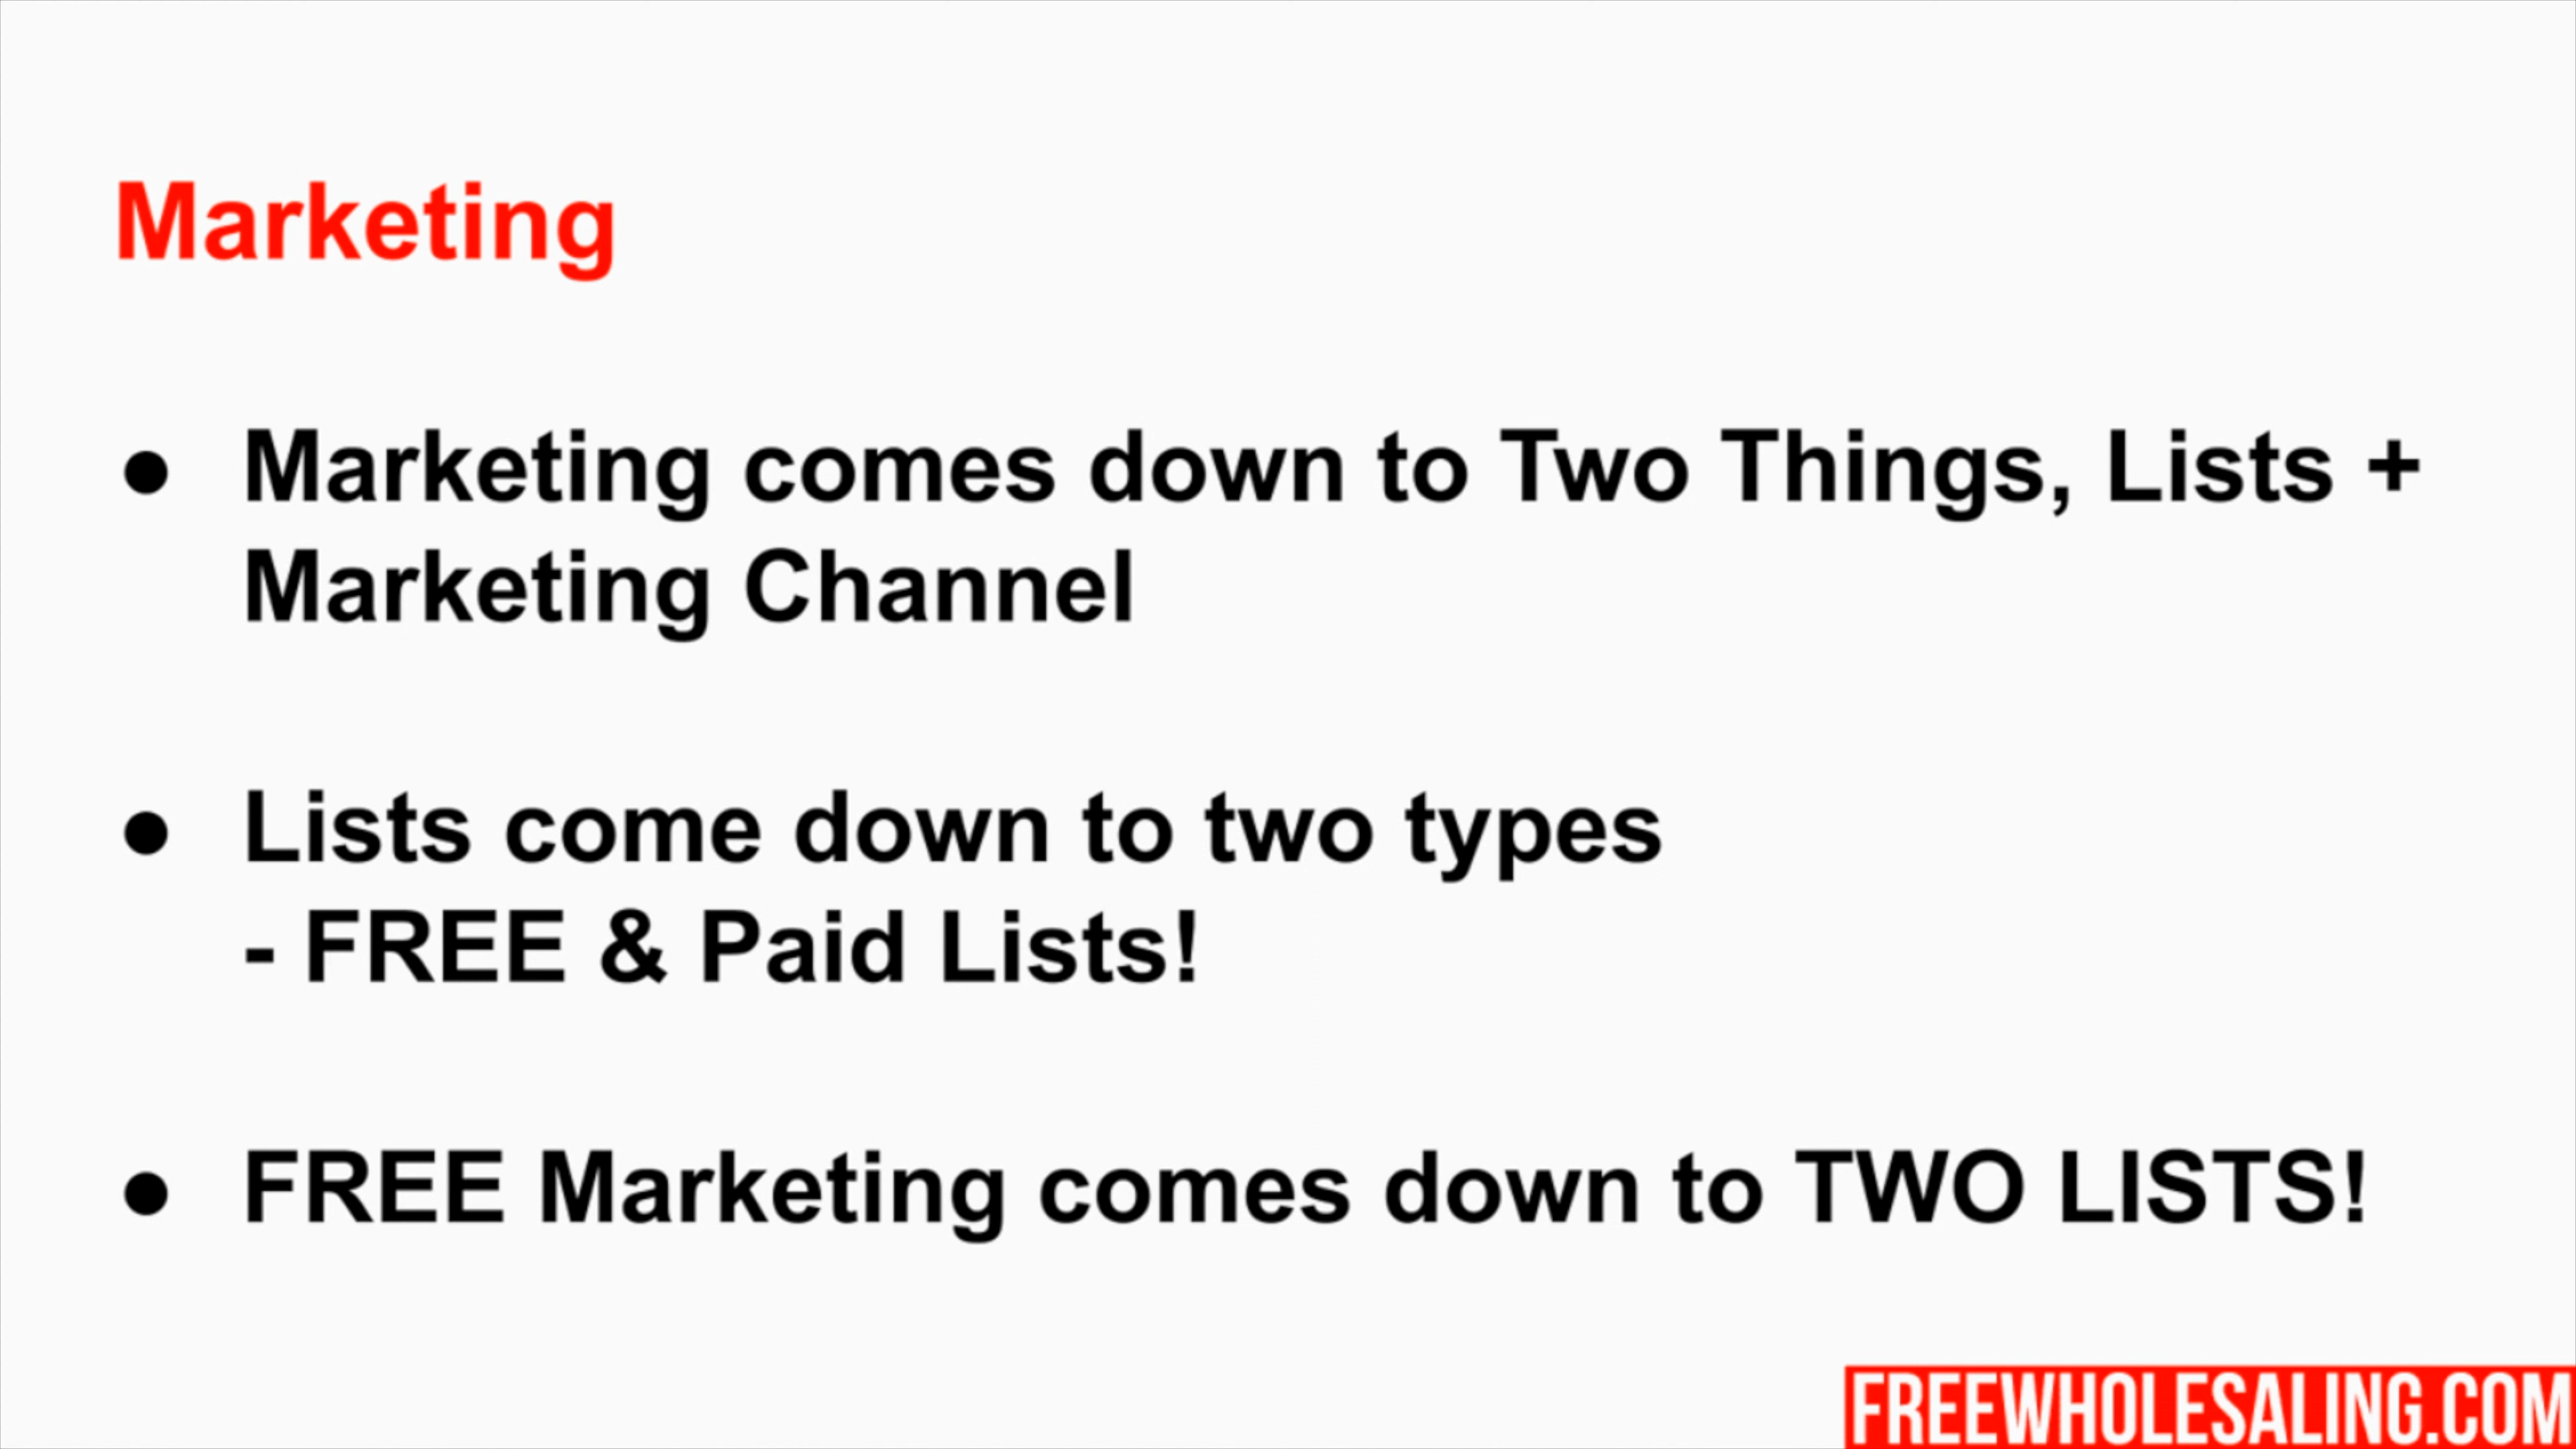 Marketing
● Marketing comes down to Two Things, Lists +
Marketing Channel
● Lists come down to two types
- FREE & Paid Lists!
● FREE Marketing comes down to TWO LISTS!
FREEWHOLESALING.COM